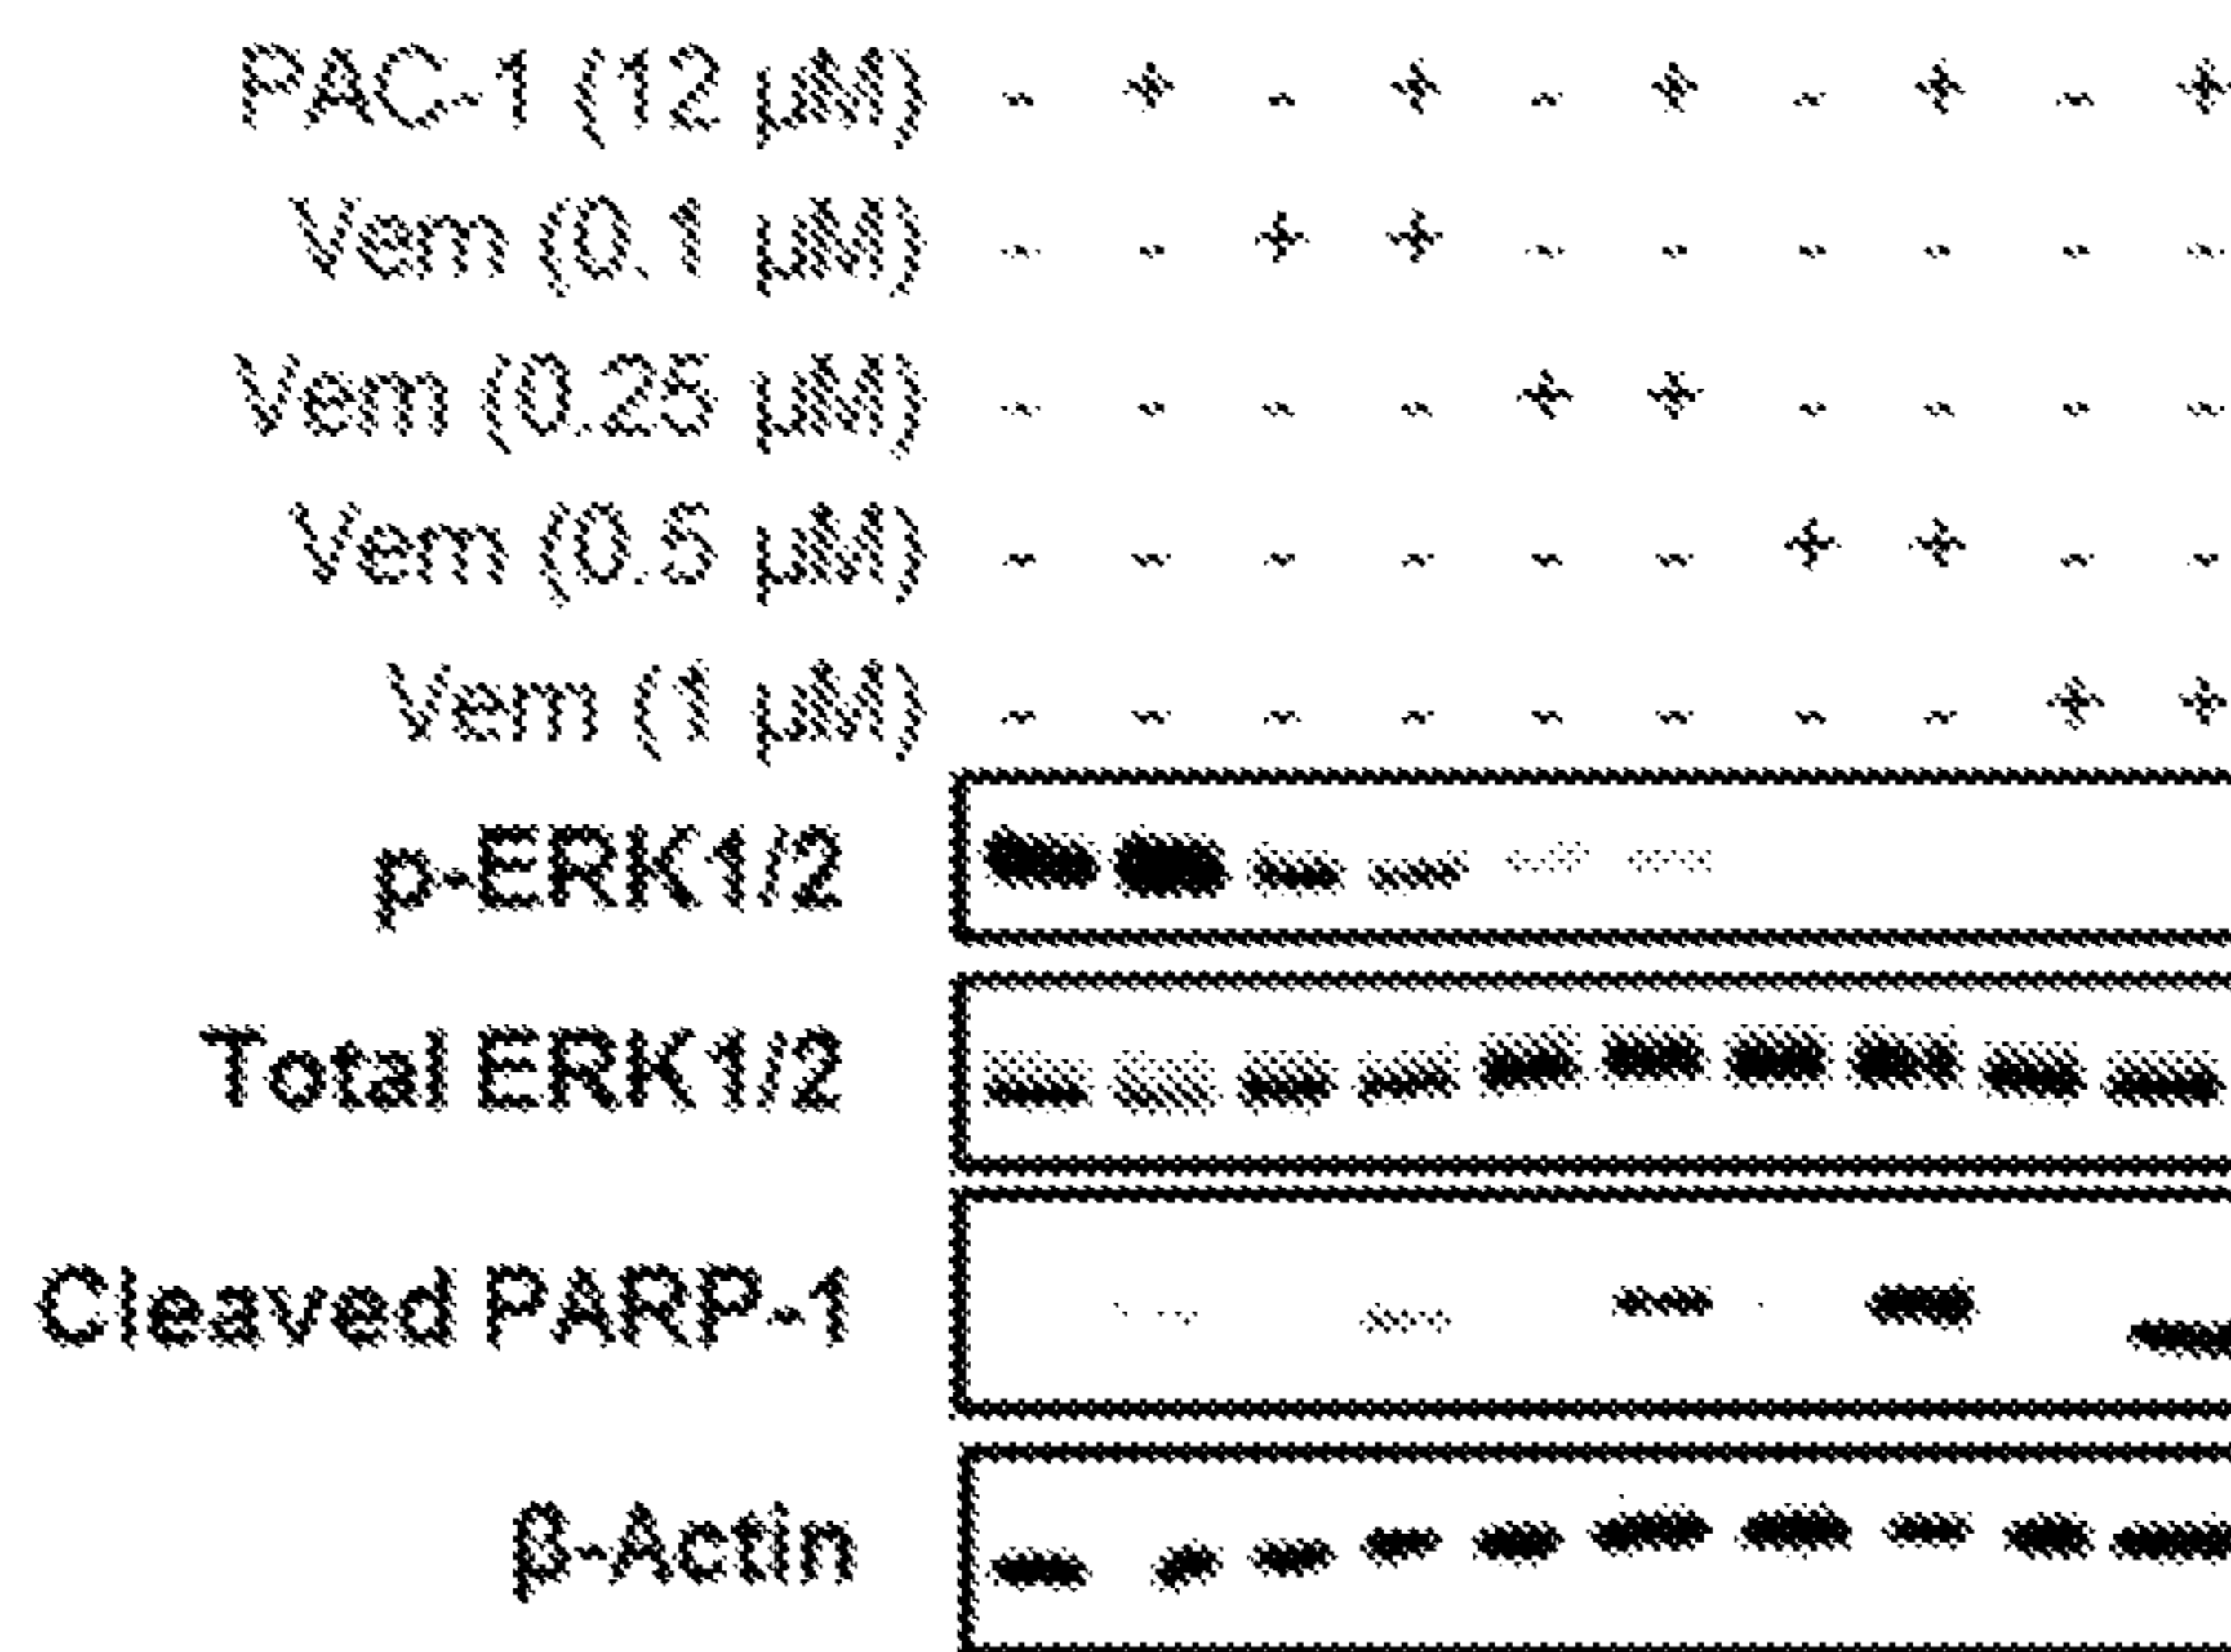 PAC-1 (12 µM) - + - + - + - + - +
Vem (0.1 µM) - - + + - - - - - -
Vem (0.25 µM) - - - - + + - - - -
Vem (0.5 µM) - - - - - - + + - -
Vem (1 µM) - - - - - - - - + +
p-ERK1/2
Total ERK1/2
Cleaved PARP-1
β-Actin